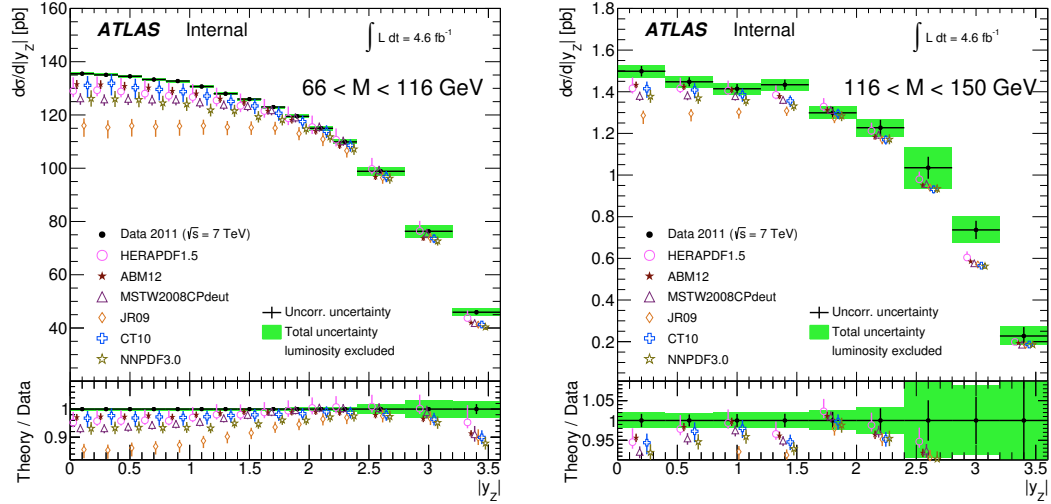 dσ/d|y_Z| [pb]
160
150
140
120
100
80
60
40
ATLAS Internal
∫ L dt = 4.6 fb⁻¹
66 < M < 116 GeV
Data 2011 (√s = 7 TeV)
HERAPDF1.5
ABM12
MSTW2008CPdeut
JR09
CT10
NNPDF3.0
Uncorr. uncertainty
Total uncertainty
luminosity excluded
Theory / Data
1
0.9
0 0.5 1 1.5 2 2.5 3 3.5
|y_Z|
dσ/d|y_Z| [pb]
1.8
1.6
1.4
1.2
1
0.8
0.6
0.4
0.2
ATLAS Internal
∫ L dt = 4.6 fb⁻¹
116 < M < 150 GeV
Data 2011 (√s = 7 TeV)
HERAPDF1.5
ABM12
MSTW2008CPdeut
JR09
CT10
NNPDF3.0
Uncorr. uncertainty
Total uncertainty
luminosity excluded
Theory / Data
1.05
1
0.95
0 0.5 1 1.5 2 2.5 3 3.5
|y_Z|